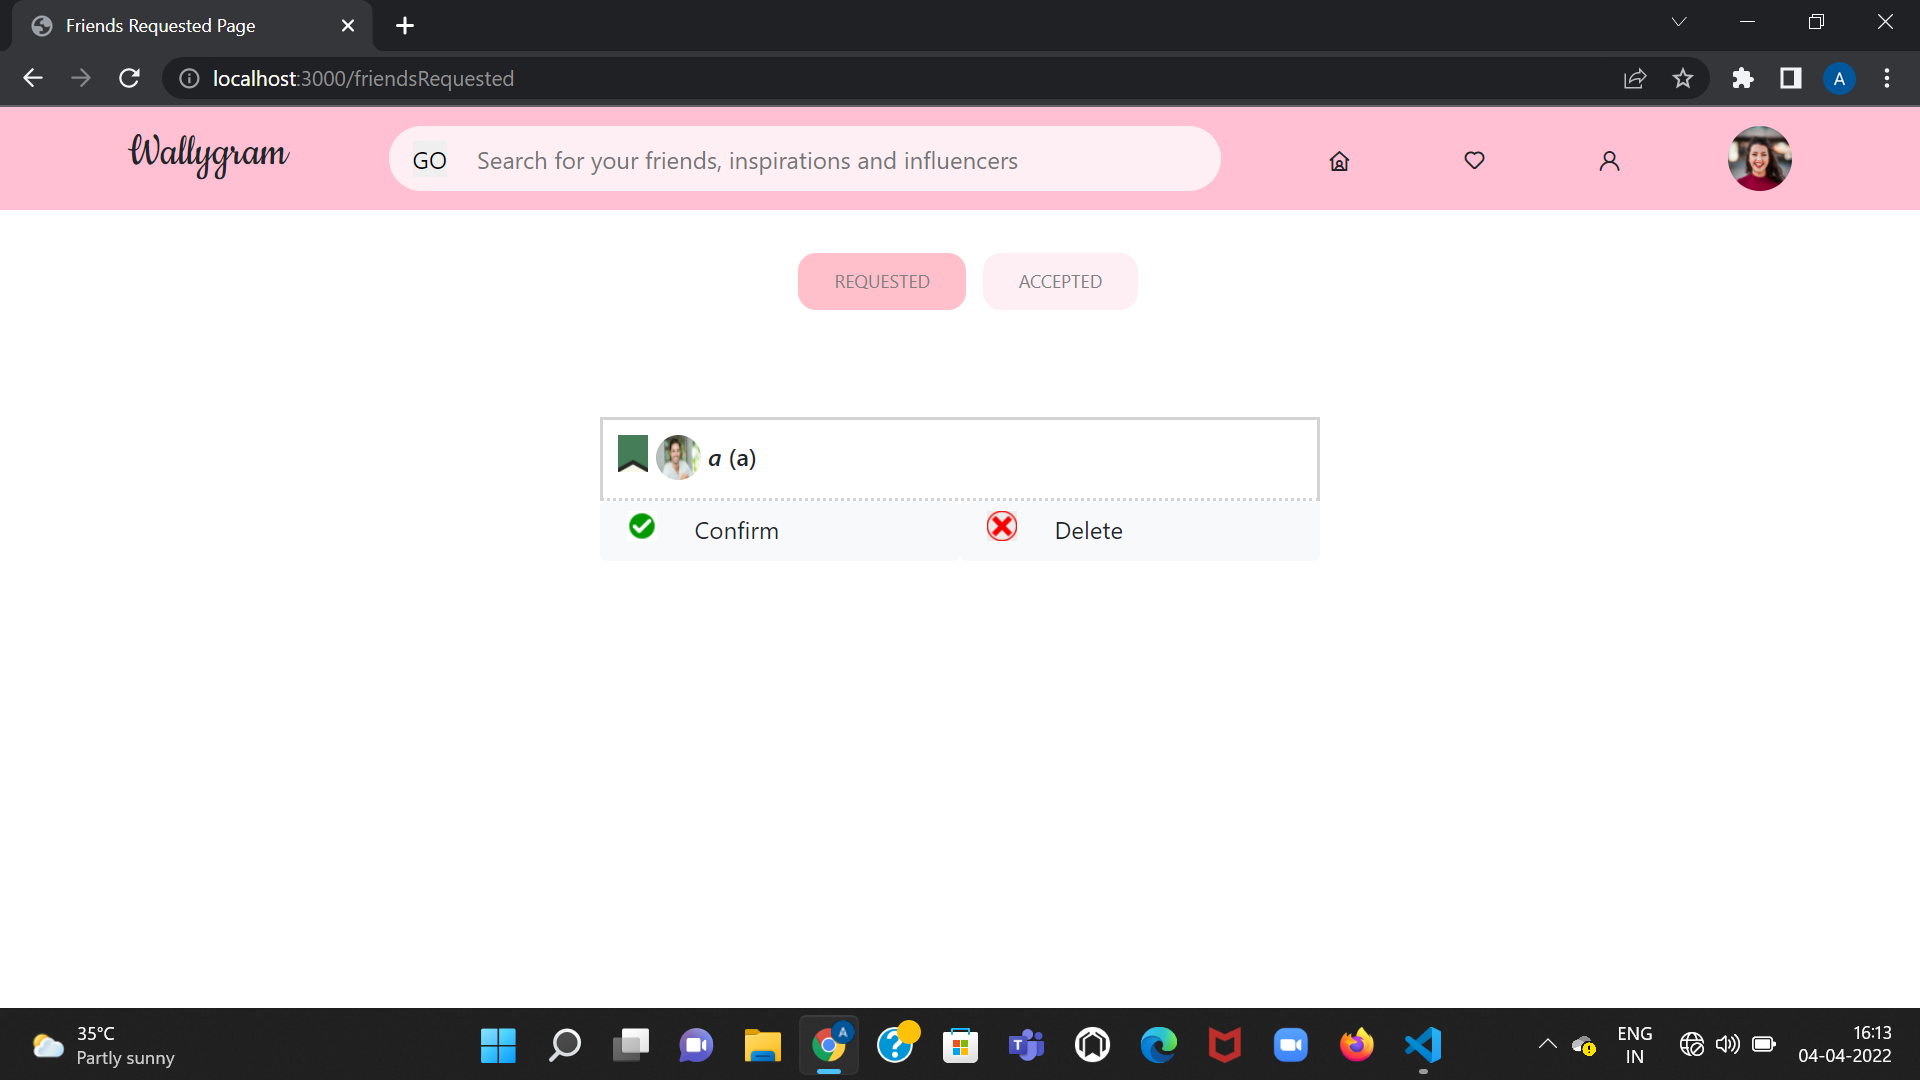 Friends Requested Page
localhost:3000/friendsRequested
A
Wallygram
GO
Search for your friends, inspirations and influencers
REQUESTED
ACCEPTED
a (a)
Confirm
Delete
35°C
Partly sunny
A
ENG
IN
16:13
04-04-2022